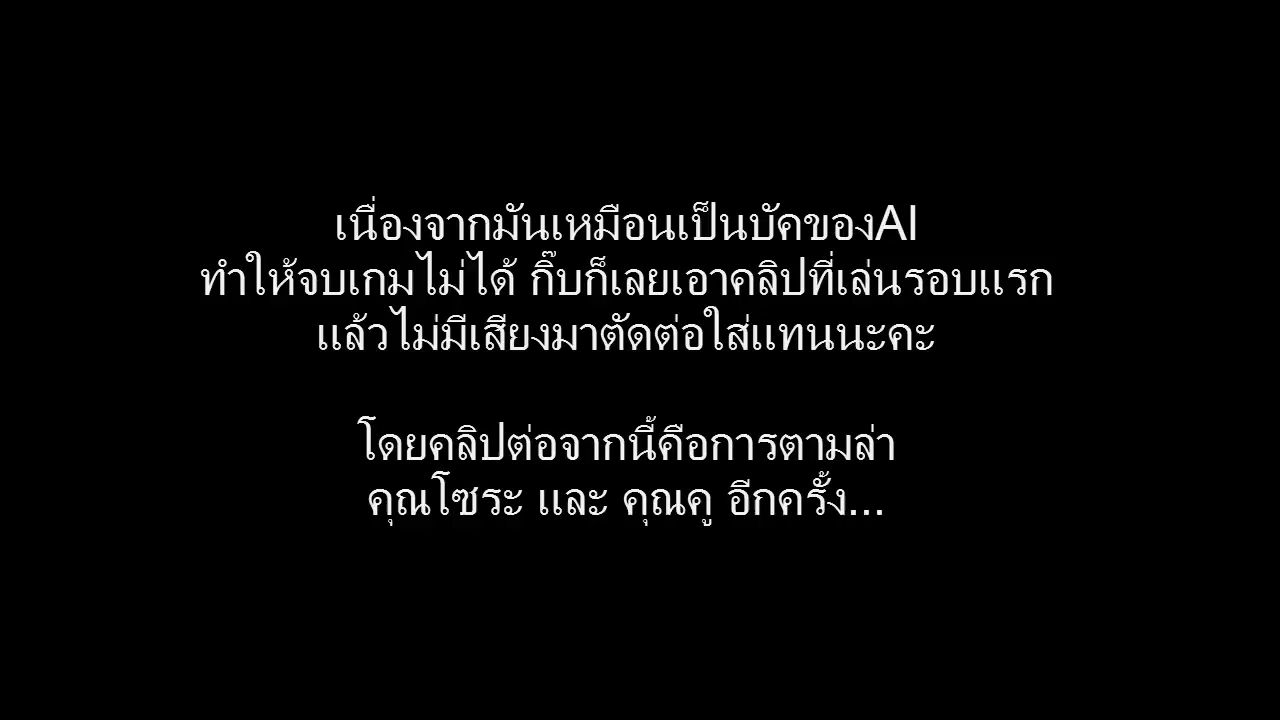 เนื่องจากมันเหมือนเป็นบัคของAI
ทำให้จบเกมไม่ได้ กิ๊บก็เลยเอาคลิปที่เล่นรอบแรก
แล้วไม่มีเสียงมาตัดต่อใส่แทนนะคะ
โดยคลิปต่อจากนี้คือการตามล่า
คุณโซระ และ คุณคู อีกครั้ง...